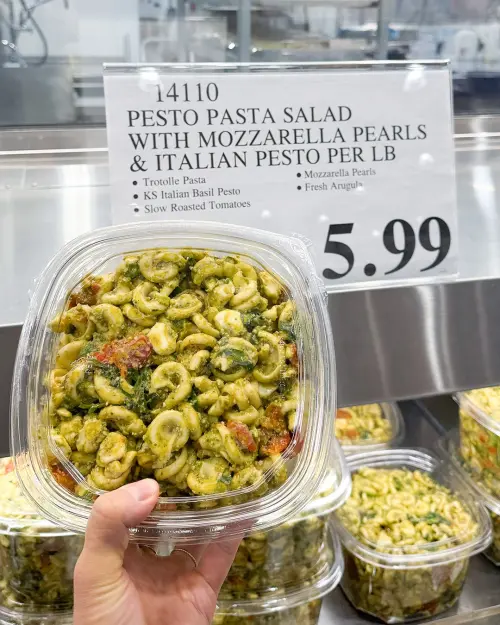 14110
PESTO PASTA SALAD
WITH MOZZARELLA PEARLS
& ITALIAN PESTO PER LB
• Trotolle Pasta
• KS Italian Basil Pesto
• Slow Roasted Tomatoes
• Mozzarella Pearls
• Fresh Arugula
5.99